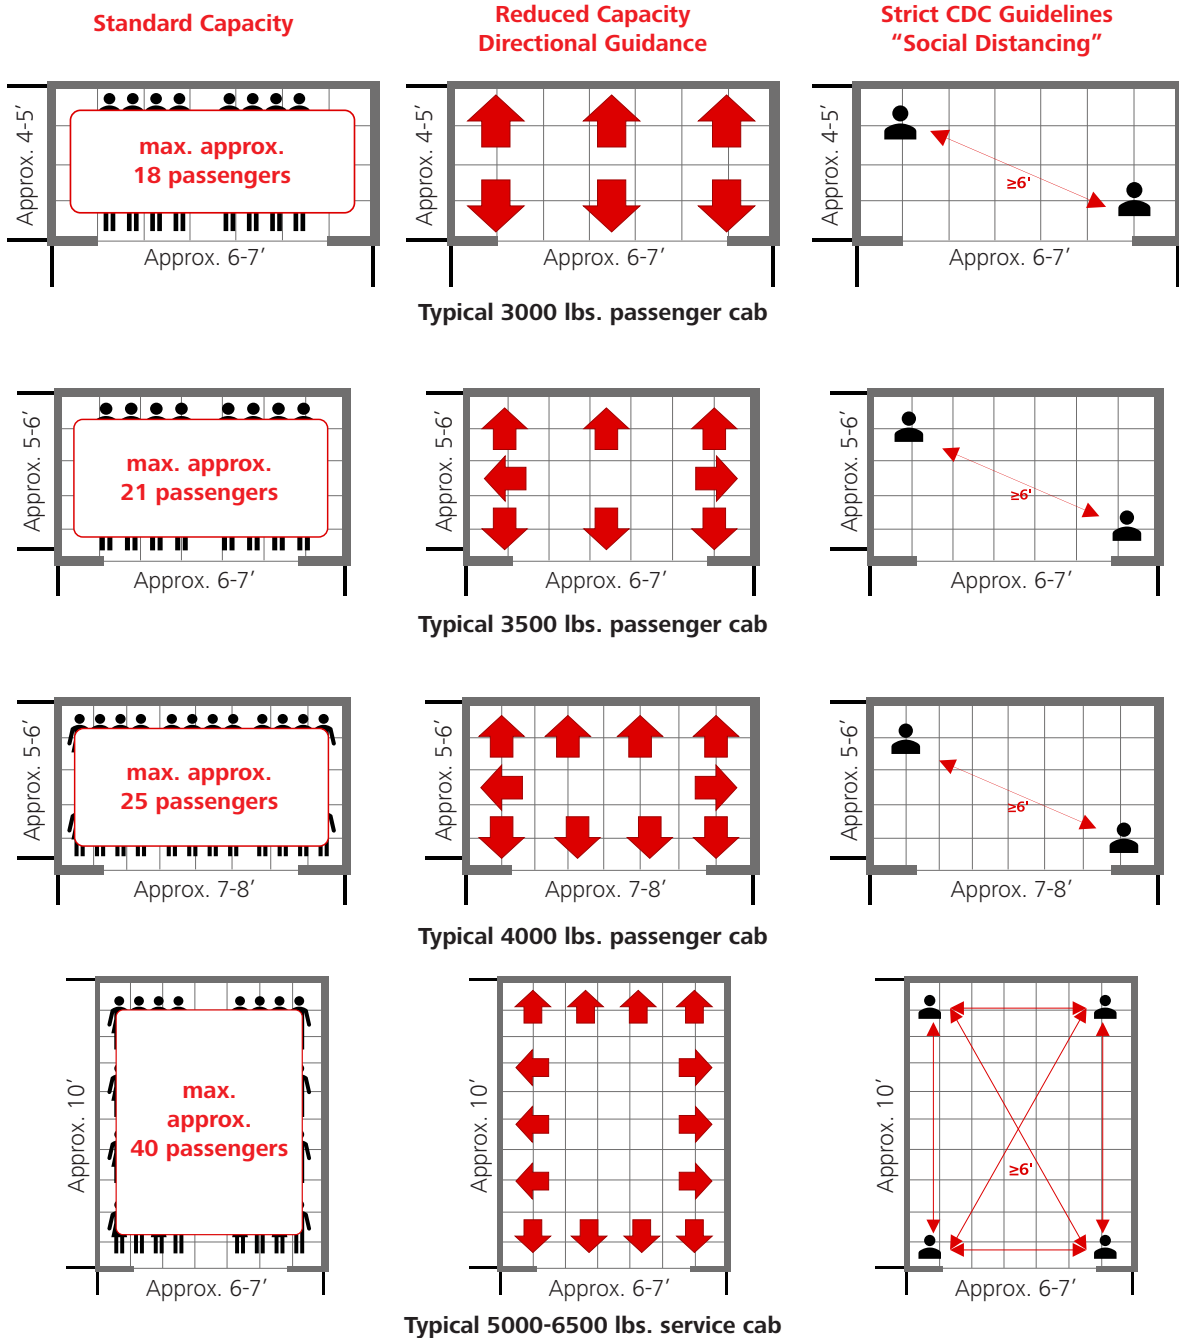 Standard Capacity
Reduced Capacity
Directional Guidance
Strict CDC Guidelines
“Social Distancing”
Approx. 4-5′
max. approx.
18 passengers
Approx. 6-7′
Approx. 4-5′
Approx. 6-7′
Approx. 4-5′
≥6'
Approx. 6-7′
Typical 3000 lbs. passenger cab
Approx. 5-6′
max. approx.
21 passengers
Approx. 6-7′
Approx. 5-6′
Approx. 6-7′
Approx. 5-6′
≥6'
Approx. 6-7′
Typical 3500 lbs. passenger cab
Approx. 5-6′
max. approx.
25 passengers
Approx. 7-8′
Approx. 5-6′
Approx. 7-8′
Approx. 5-6′
≥6'
Approx. 7-8′
Typical 4000 lbs. passenger cab
Approx. 10′
max.
approx.
40 passengers
Approx. 6-7′
Approx. 10′
Approx. 6-7′
Approx. 10′
≥6'
Approx. 6-7′
Typical 5000-6500 lbs. service cab